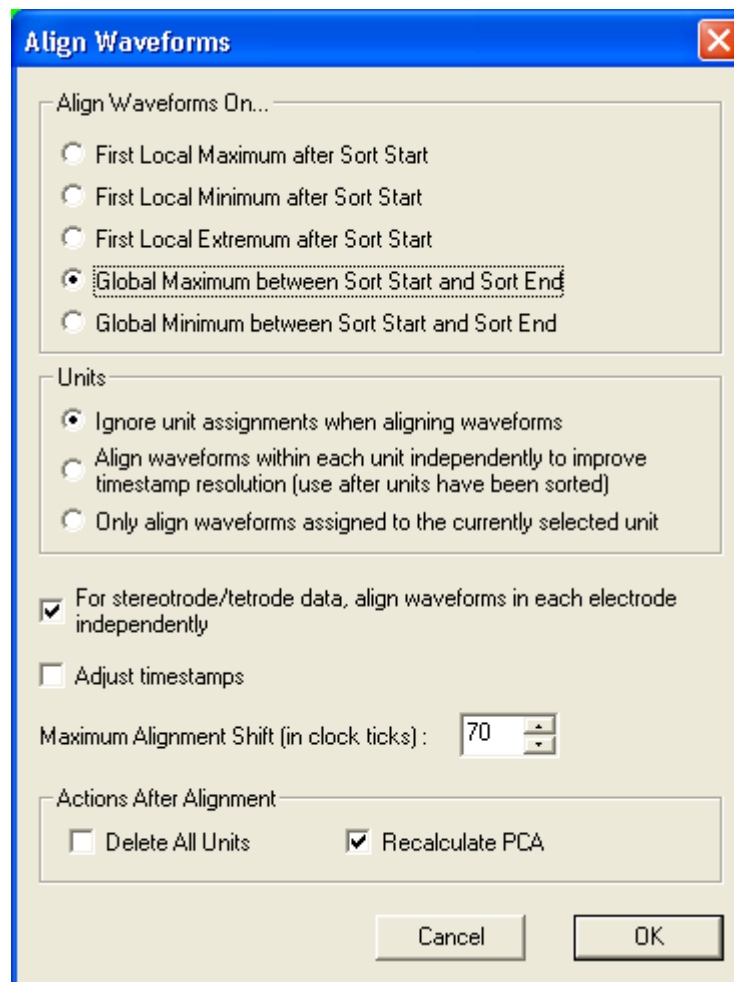 Align Waveforms
Align Waveforms On...
First Local Maximum after Sort Start
First Local Minimum after Sort Start
First Local Extremum after Sort Start
Global Maximum between Sort Start and Sort End
Global Minimum between Sort Start and Sort End
Units
Ignore unit assignments when aligning waveforms
Align waveforms within each unit independently to improve
timestamp resolution (use after units have been sorted)
Only align waveforms assigned to the currently selected unit
For stereotrode/tetrode data, align waveforms in each electrode
independently
Adjust timestamps
Maximum Alignment Shift (in clock ticks) : 70
Actions After Alignment
Delete All Units Recalculate PCA
Cancel OK